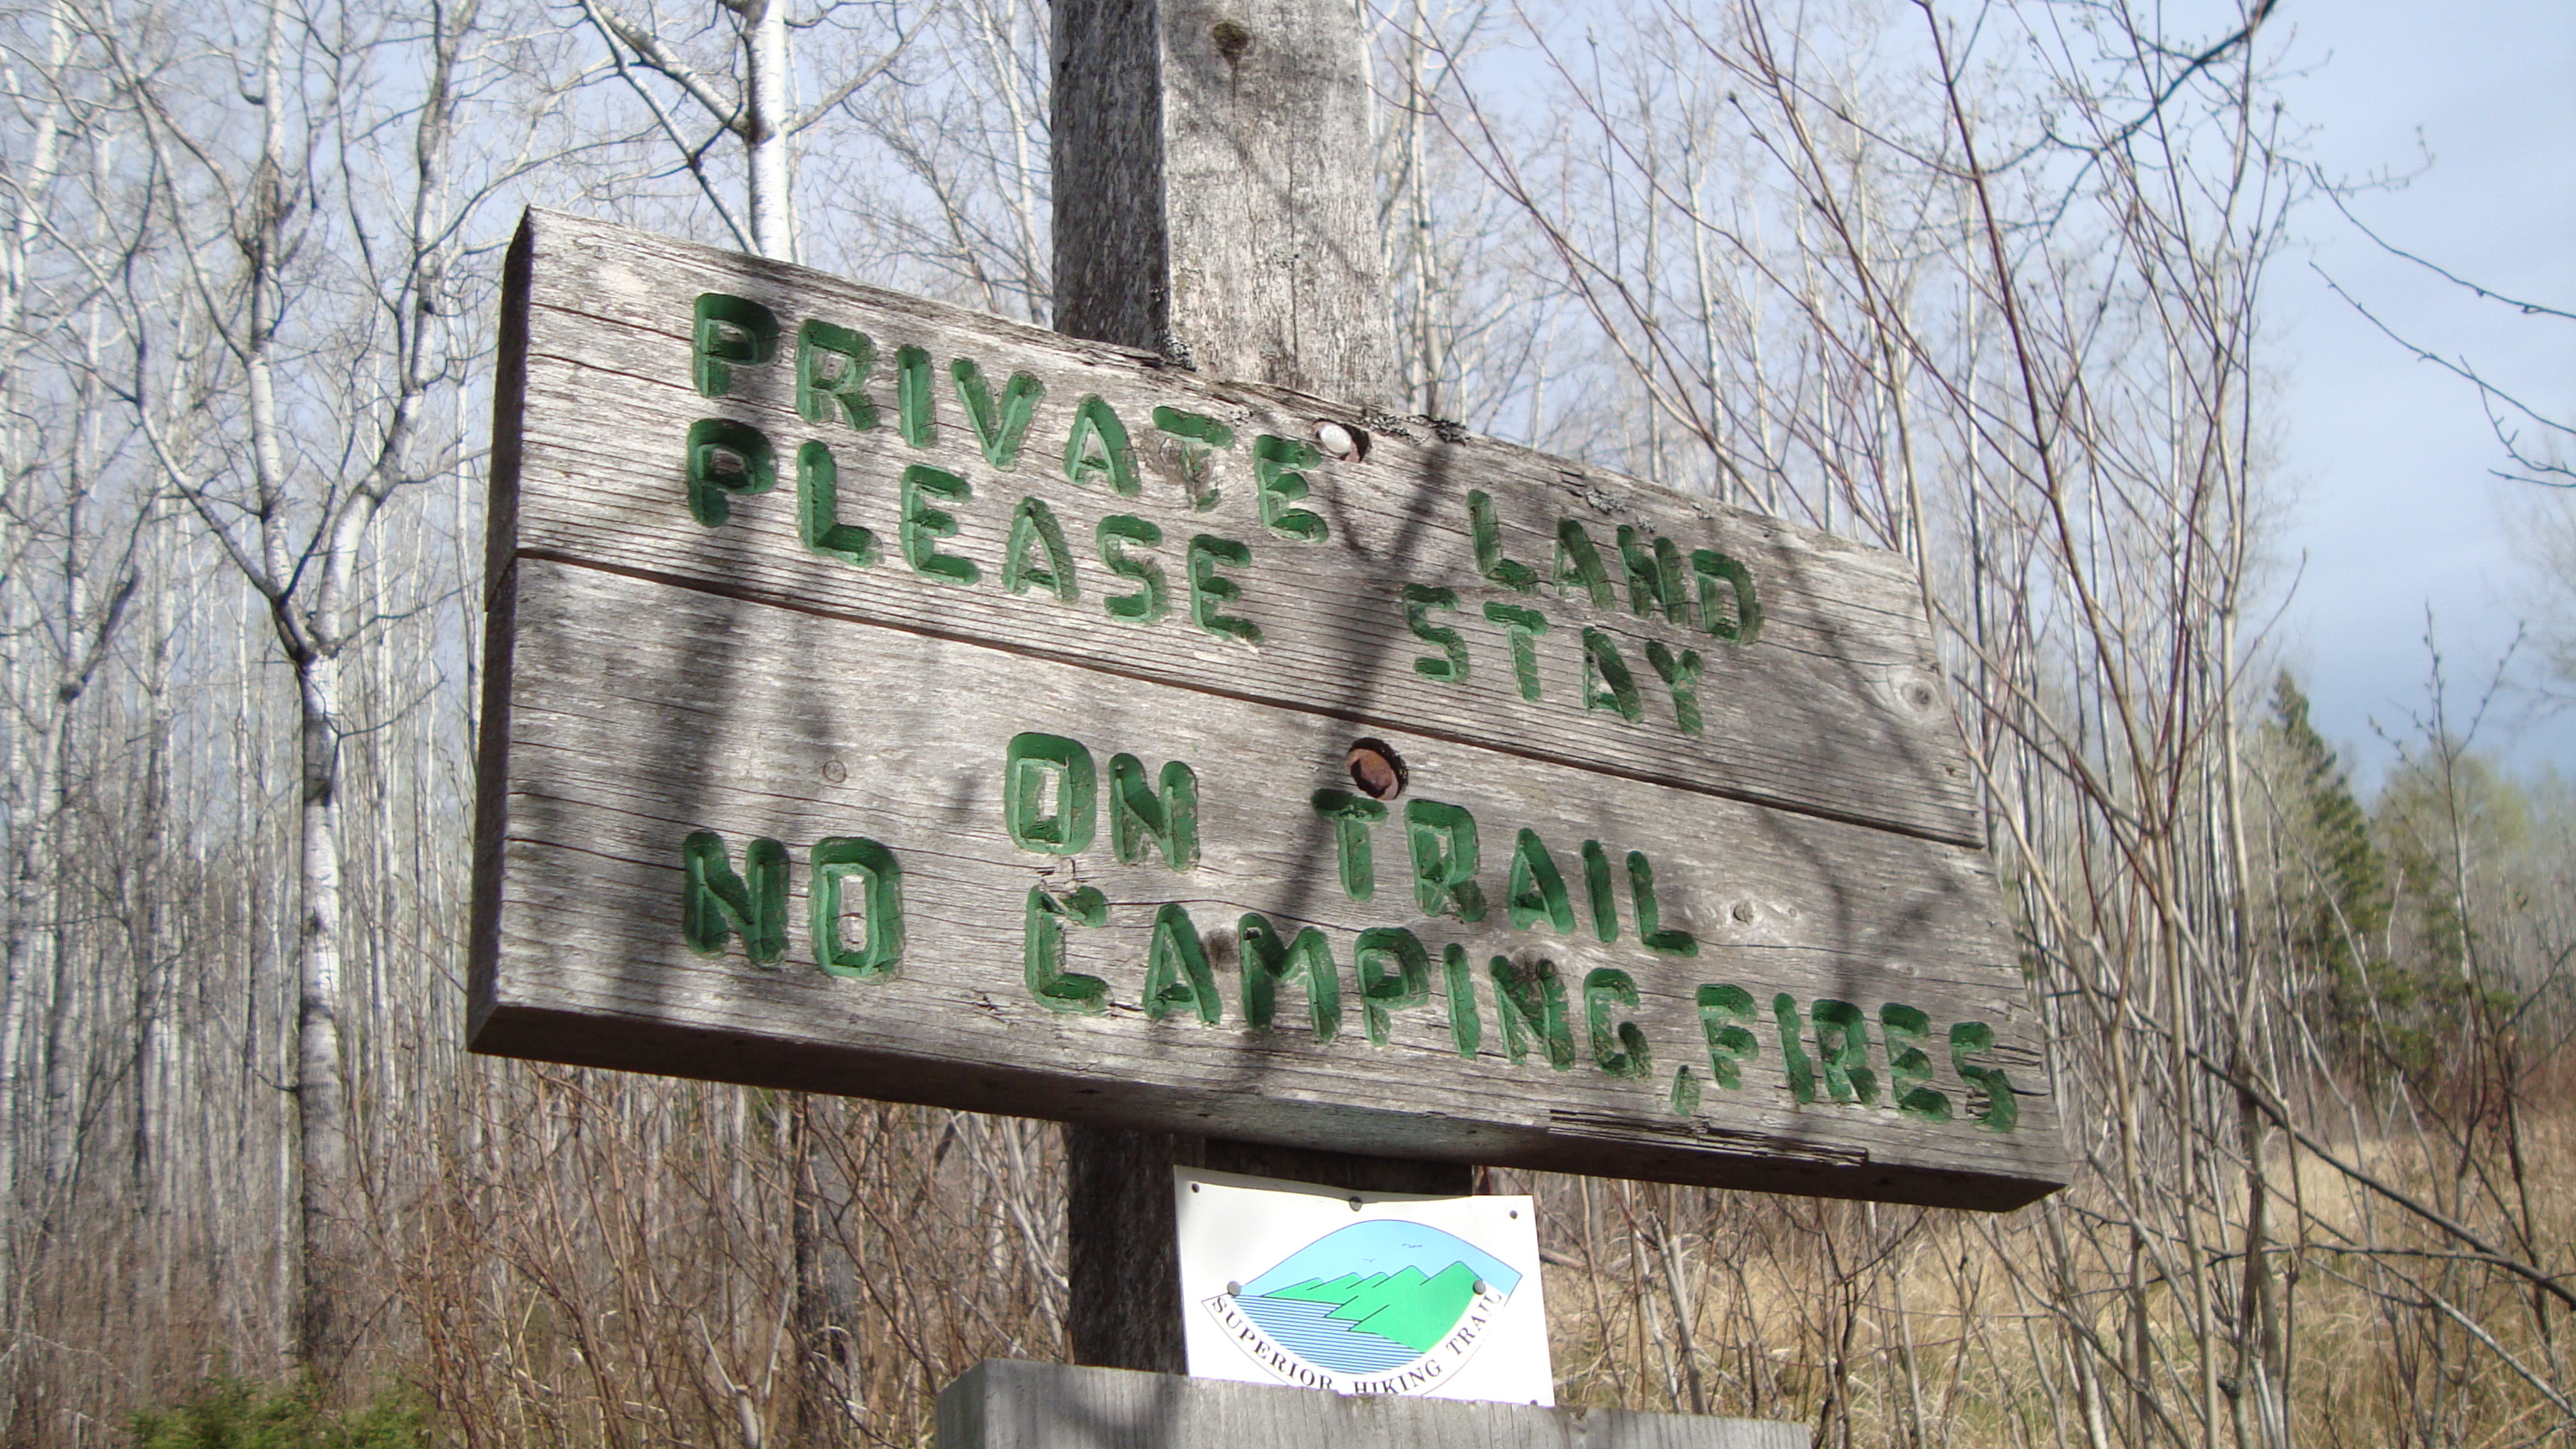 PRIVATE LAND
PLEASE STAY
ON TRAIL
NO CAMPING, FIRES
SUPERIOR HIKING TRAIL